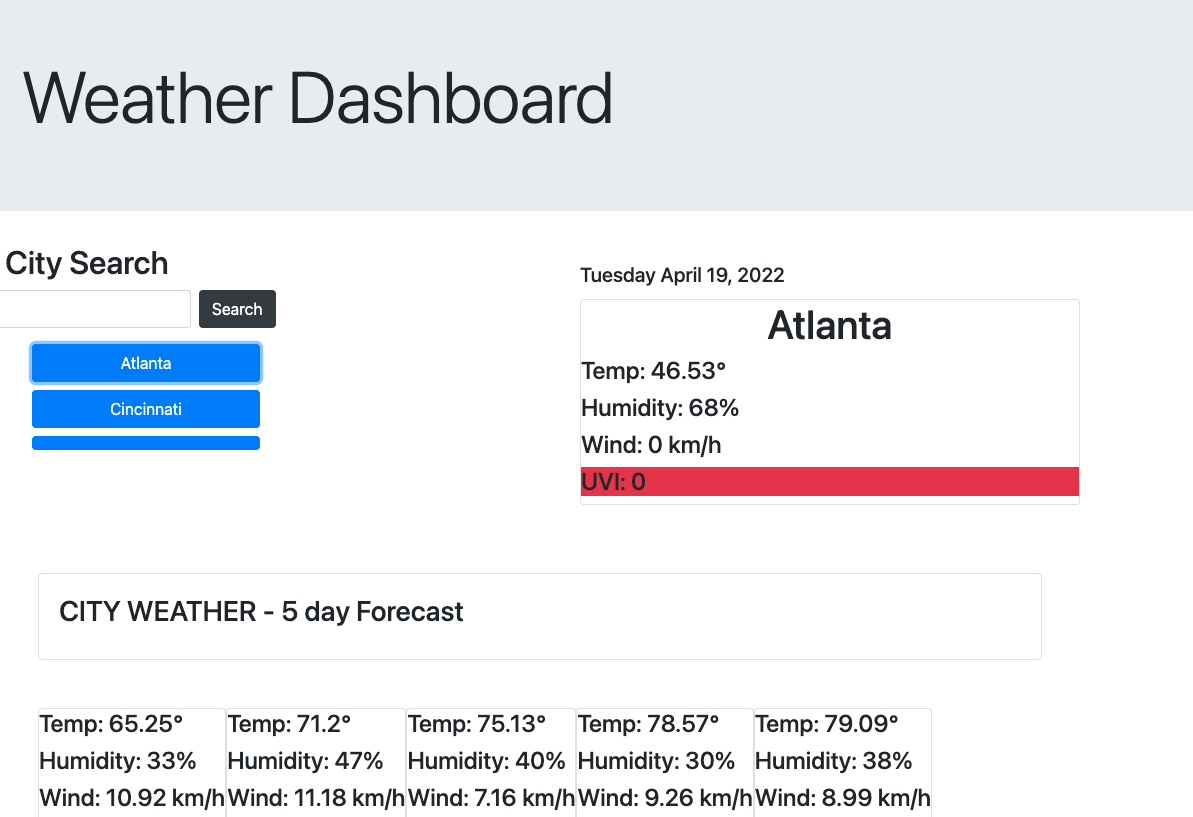 Weather Dashboard
City Search
Search
Atlanta
Cincinnati
Tuesday April 19, 2022
Atlanta
Temp: 46.53°
Humidity: 68%
Wind: 0 km/h
UVI: 0
CITY WEATHER - 5 day Forecast
Temp: 65.25° Temp: 71.2° Temp: 75.13° Temp: 78.57° Temp: 79.09°
Humidity: 33% Humidity: 47% Humidity: 40% Humidity: 30% Humidity: 38%
Wind: 10.92 km/h Wind: 11.18 km/h Wind: 7.16 km/h Wind: 9.26 km/h Wind: 8.99 km/h